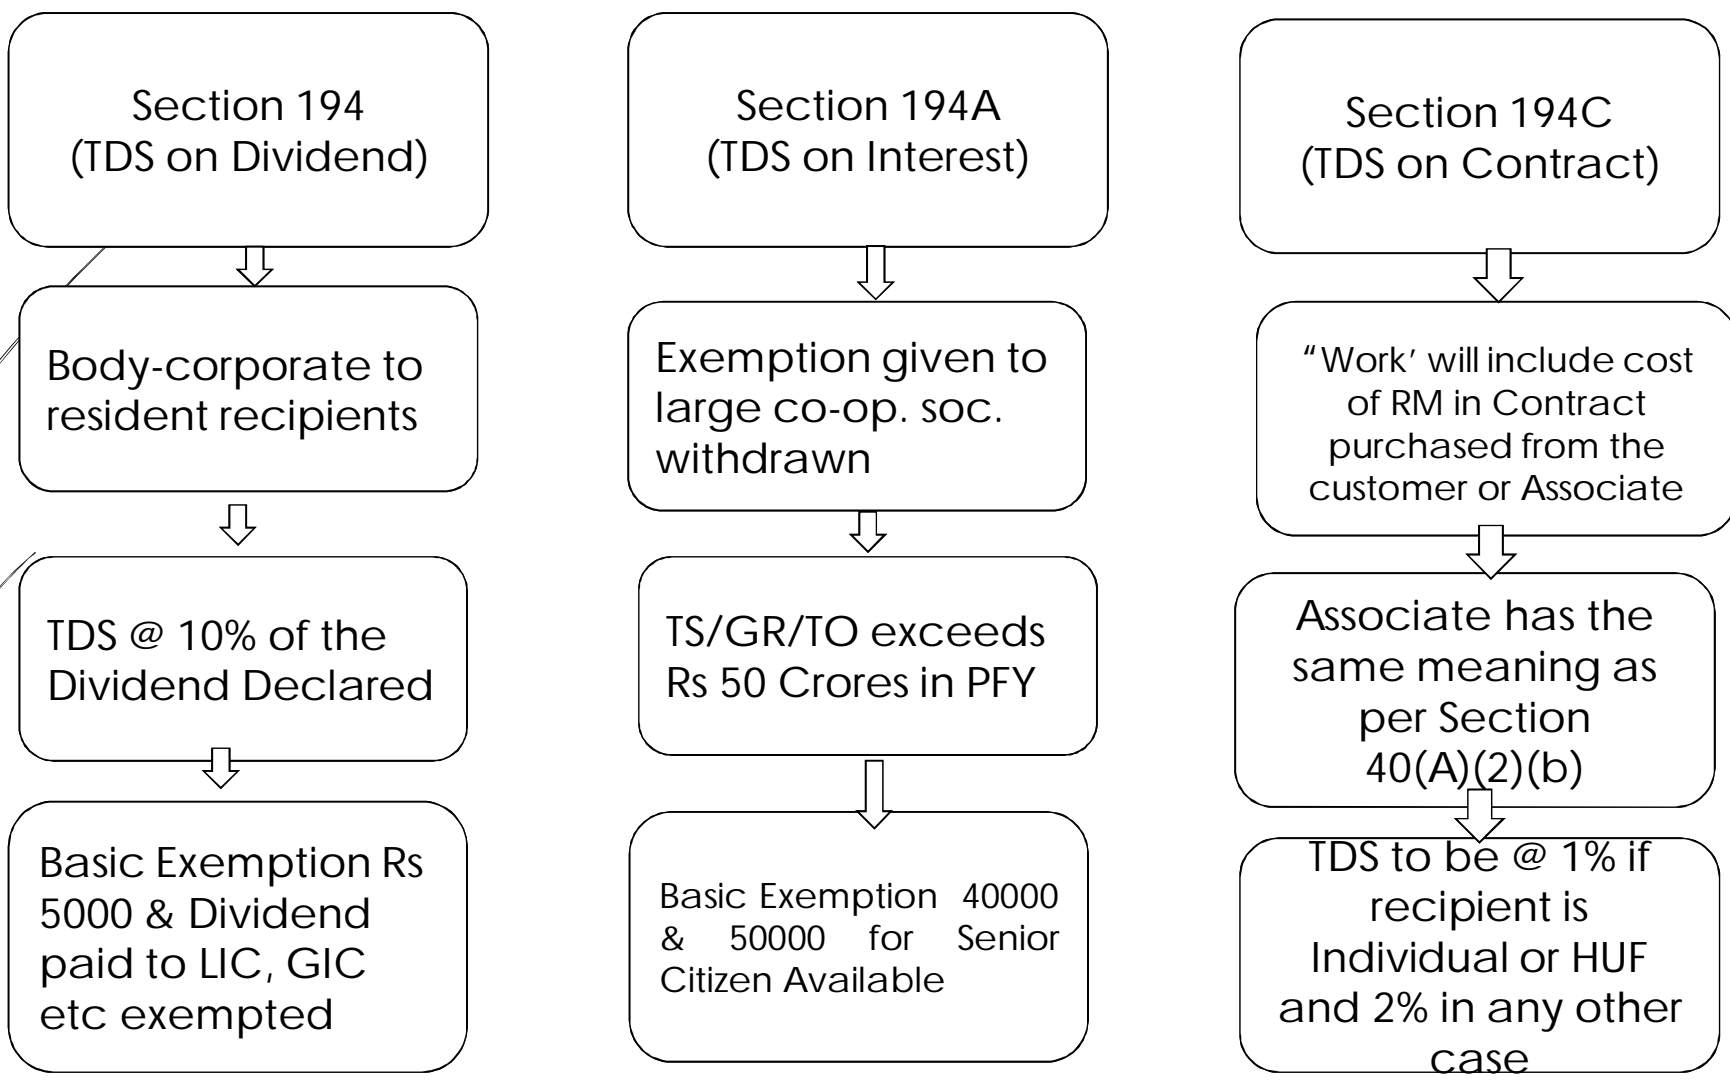 Section 194
(TDS on Dividend)
Body-corporate to
resident recipients
TDS @ 10% of the
Dividend Declared
Basic Exemption Rs
5000 & Dividend
paid to LIC, GIC
etc exempted
Section 194A
(TDS on Interest)
Exemption given to
large co-op. soc.
withdrawn
TS/GR/TO exceeds
Rs 50 Crores in PFY
Basic Exemption 40000
& 50000 for Senior
Citizen Available
Section 194C
(TDS on Contract)
“Work’ will include cost
of RM in Contract
purchased from the
customer or Associate
Associate has the
same meaning as
per Section
40(A)(2)(b)
TDS to be @ 1% if
recipient is
Individual or HUF
and 2% in any other
case